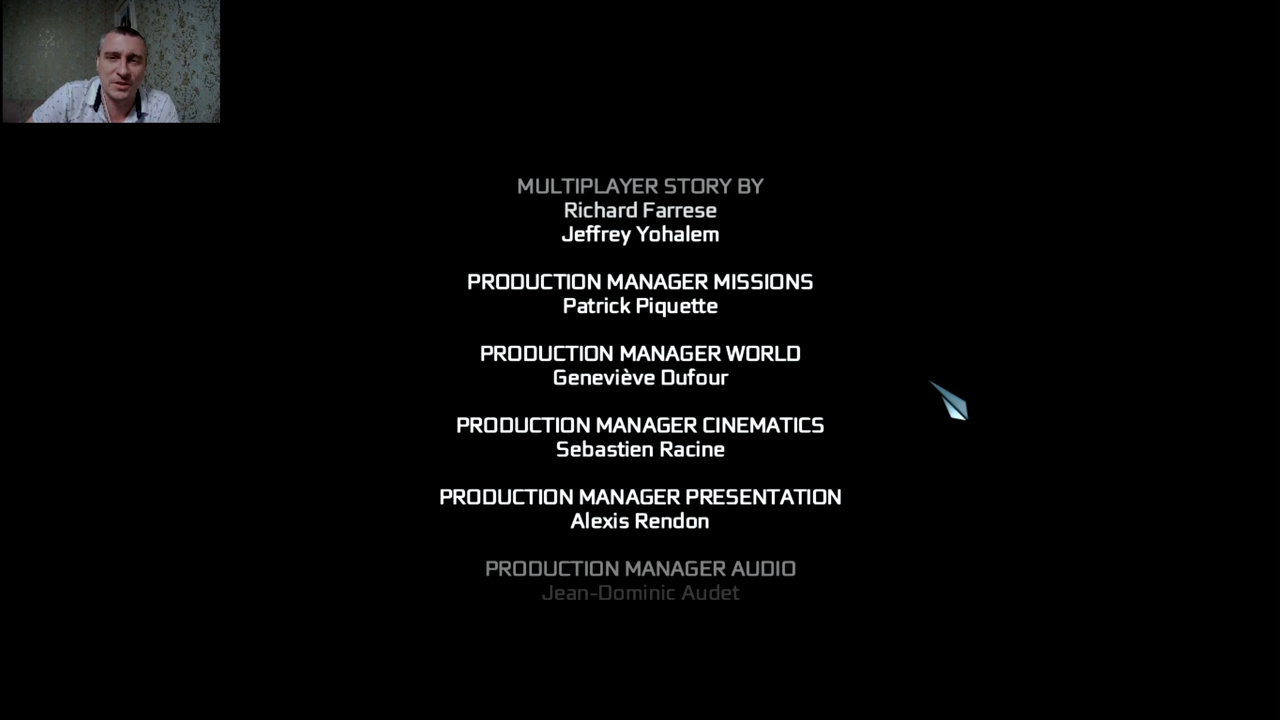 MULTIPLAYER STORY BY
Richard Farrese
Jeffrey Yohalem
PRODUCTION MANAGER MISSIONS
Patrick Piquette
PRODUCTION MANAGER WORLD
Geneviève Dufour
PRODUCTION MANAGER CINEMATICS
Sebastien Racine
PRODUCTION MANAGER PRESENTATION
Alexis Rendon
PRODUCTION MANAGER AUDIO
Jean-Dominic Audet